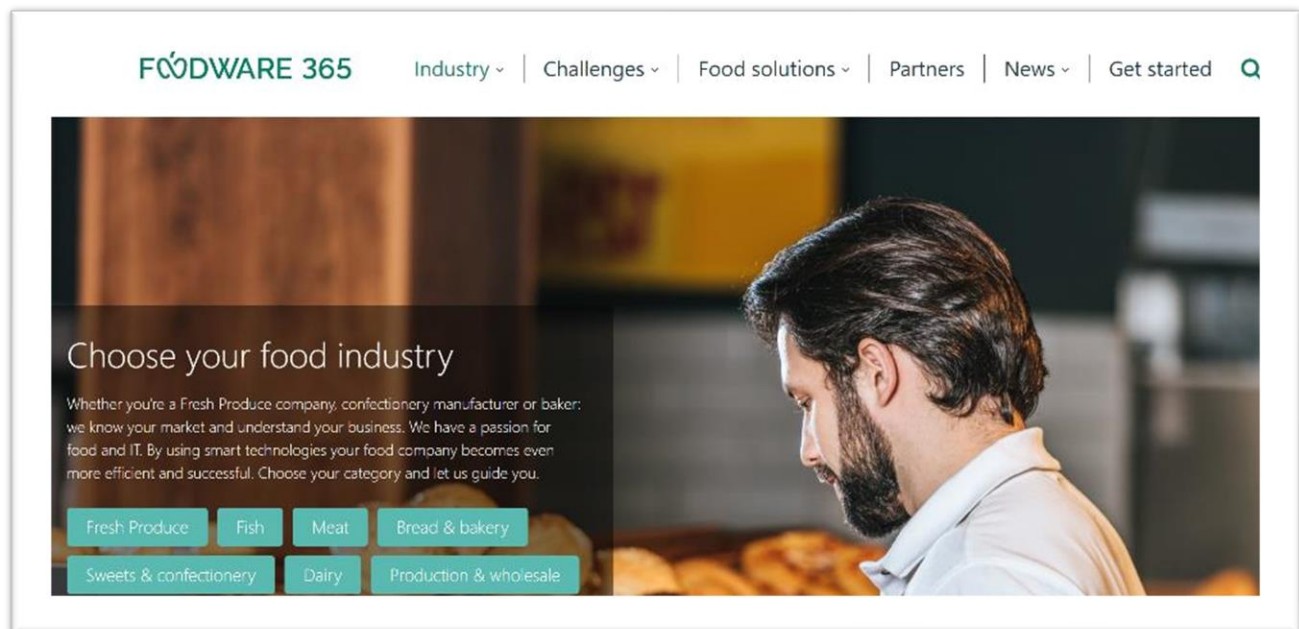 FOODWARE 365
Industry
Challenges
Food solutions
Partners
News
Get started
Choose your food industry
Whether you're a Fresh Produce company, confectionery manufacturer or baker:
we know your market and understand your business. We have a passion for
food and IT. By using smart technologies your food company becomes even
more efficient and successful. Choose your category and let us guide you.
Fresh Produce
Fish
Meat
Bread & bakery
Sweets & confectionery
Dairy
Production & wholesale